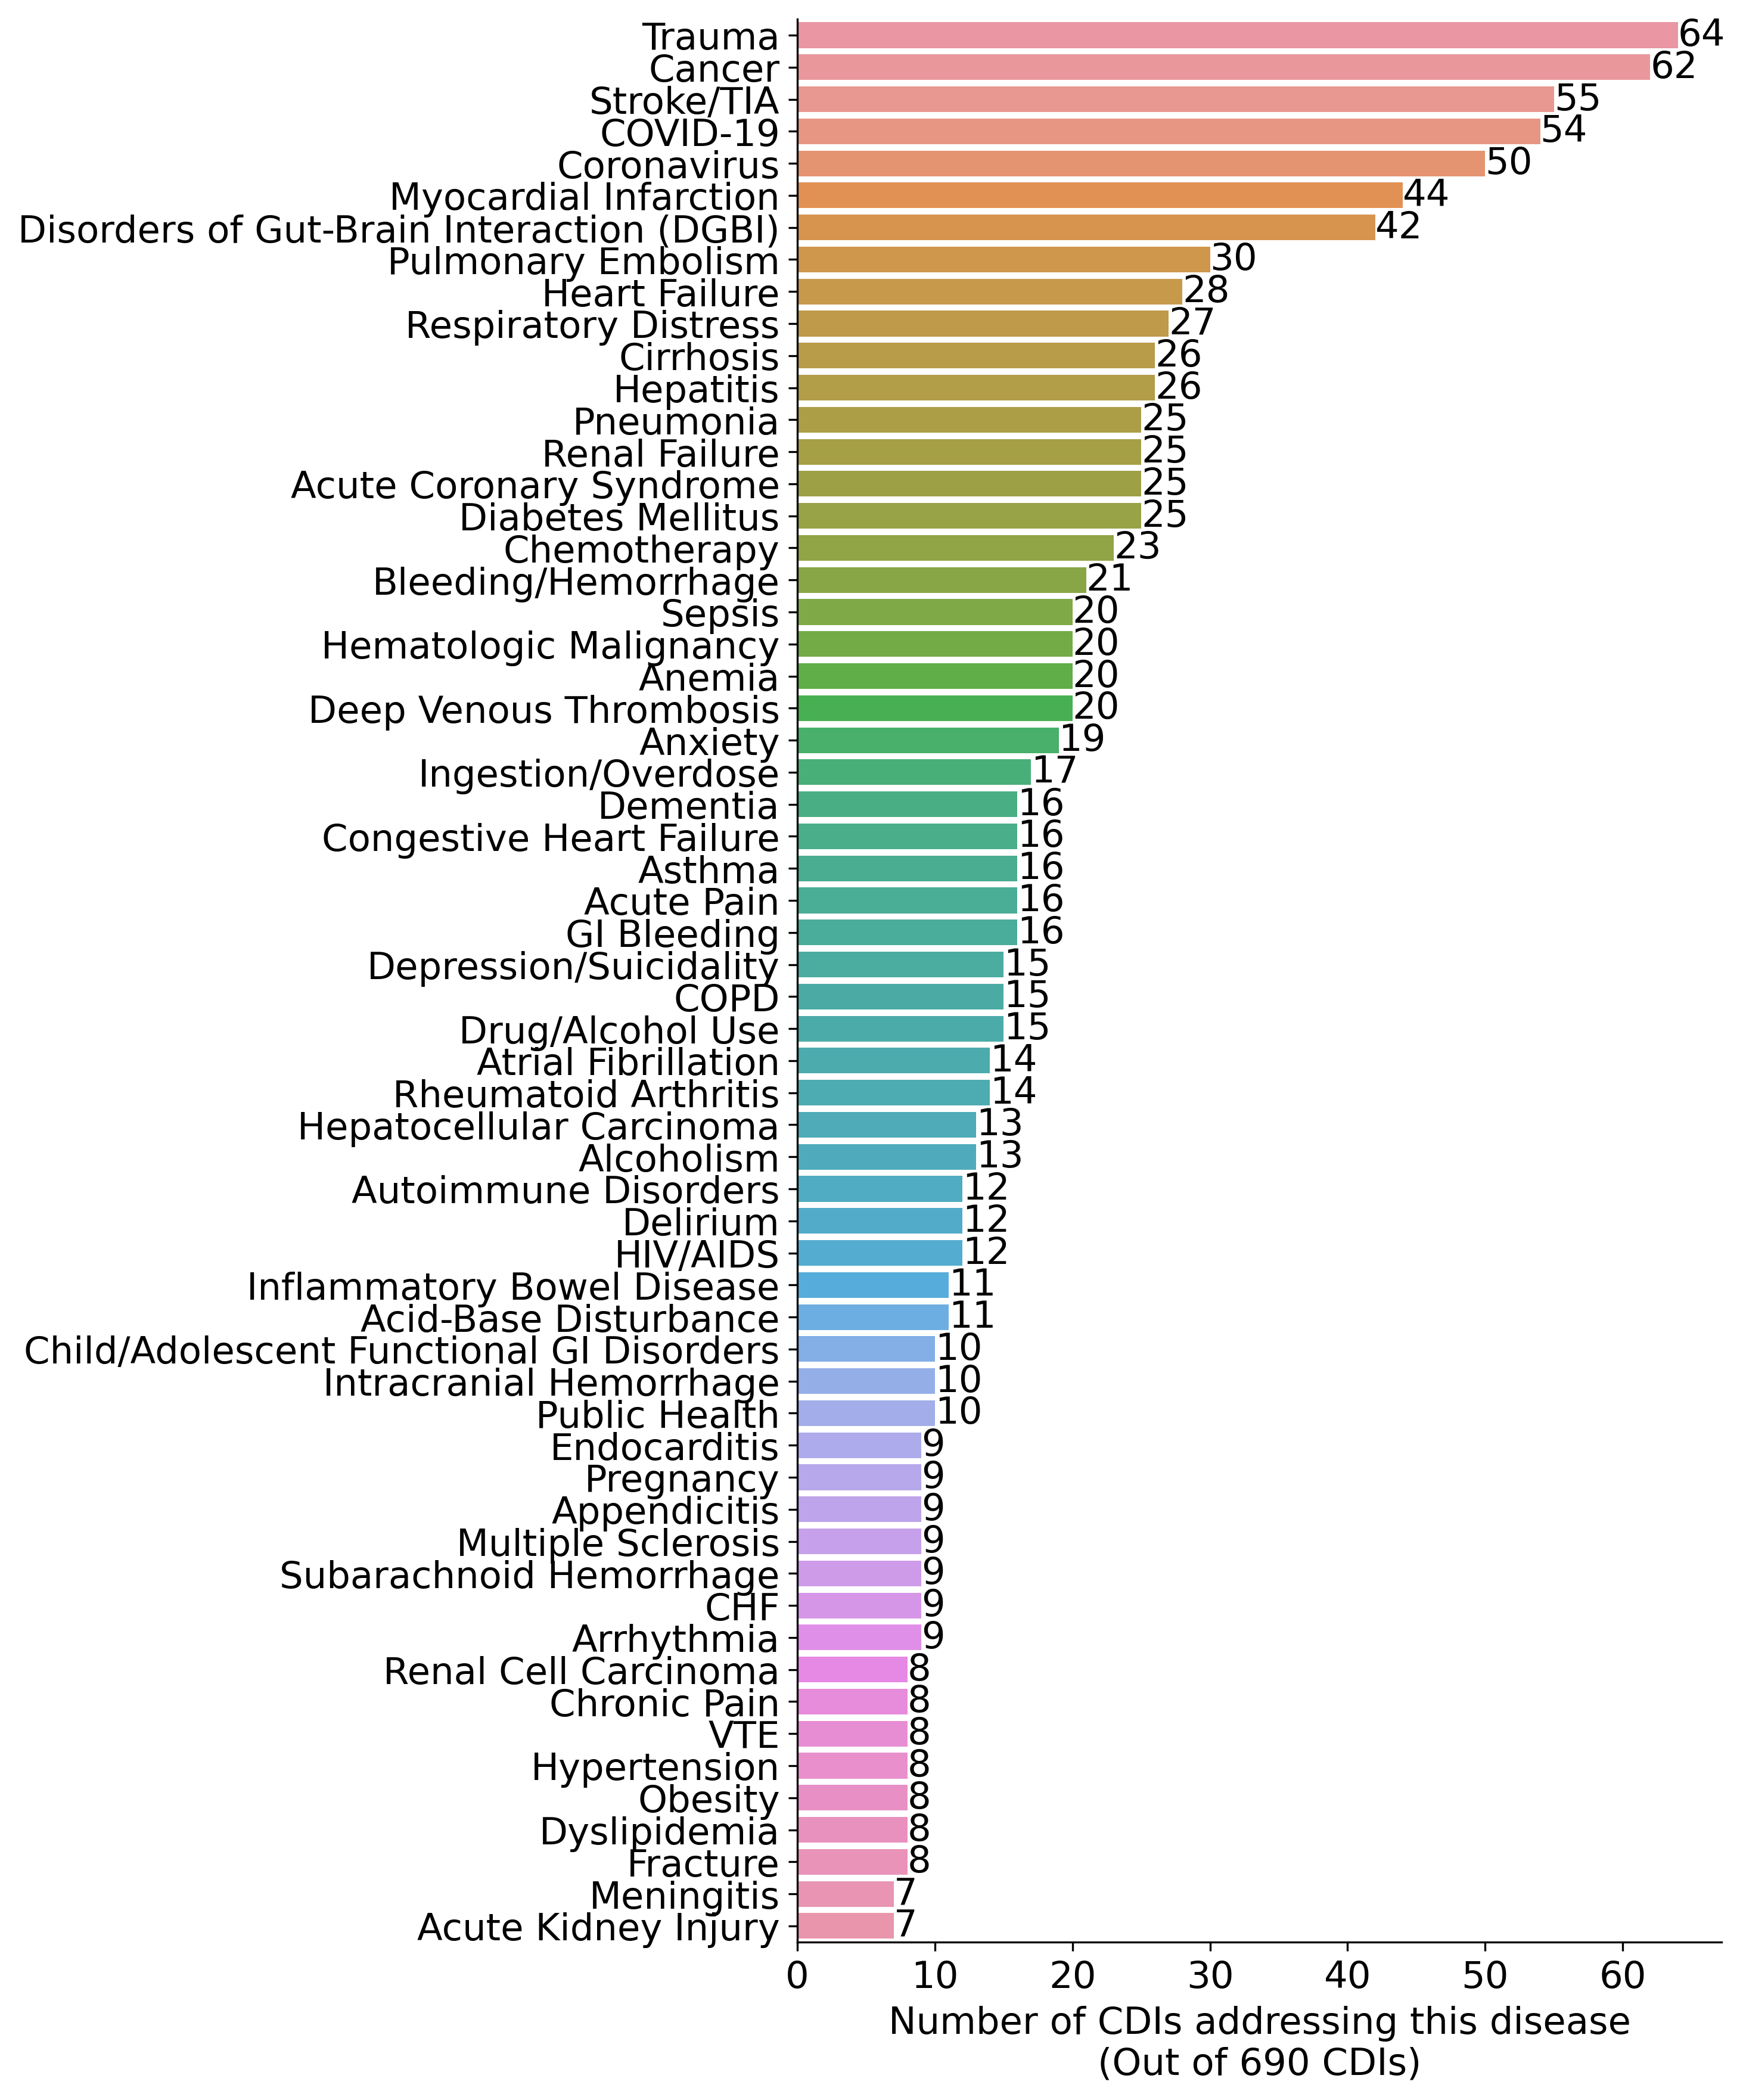 Trauma 64
Cancer 62
Stroke/TIA 55
COVID-19 54
Coronavirus 50
Myocardial Infarction 44
Disorders of Gut-Brain Interaction (DGBI) 42
Pulmonary Embolism 30
Heart Failure 28
Respiratory Distress 27
Cirrhosis 26
Hepatitis 26
Pneumonia 25
Renal Failure 25
Acute Coronary Syndrome 25
Diabetes Mellitus 25
Chemotherapy 23
Bleeding/Hemorrhage 21
Sepsis 20
Hematologic Malignancy 20
Anemia 20
Deep Venous Thrombosis 20
Anxiety 19
Ingestion/Overdose 17
Dementia 16
Congestive Heart Failure 16
Asthma 16
Acute Pain 16
GI Bleeding 16
Depression/Suicidality 15
COPD 15
Drug/Alcohol Use 15
Atrial Fibrillation 14
Rheumatoid Arthritis 14
Hepatocellular Carcinoma 13
Alcoholism 13
Autoimmune Disorders 12
Delirium 12
HIV/AIDS 12
Inflammatory Bowel Disease 11
Acid-Base Disturbance 11
Child/Adolescent Functional GI Disorders 10
Intracranial Hemorrhage 10
Public Health 10
Endocarditis 9
Pregnancy 9
Appendicitis 9
Multiple Sclerosis 9
Subarachnoid Hemorrhage 9
CHF 9
Arrhythmia 9
Renal Cell Carcinoma 8
Chronic Pain 8
VTE 8
Hypertension 8
Obesity 8
Dyslipidemia 8
Fracture 8
Meningitis 7
Acute Kidney Injury 7
0 10 20 30 40 50 60
Number of CDIs addressing this disease
(Out of 690 CDIs)